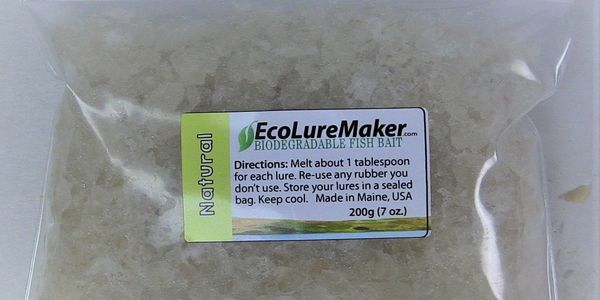 Natural
EcoLureMaker.com
BIODEGRADABLE FISH BAIT
Directions: Melt about 1 tablespoon
for each lure. Re-use any rubber you
don't use. Store your lures in a sealed
bag. Keep cool. Made in Maine, USA
200g (7 oz.)